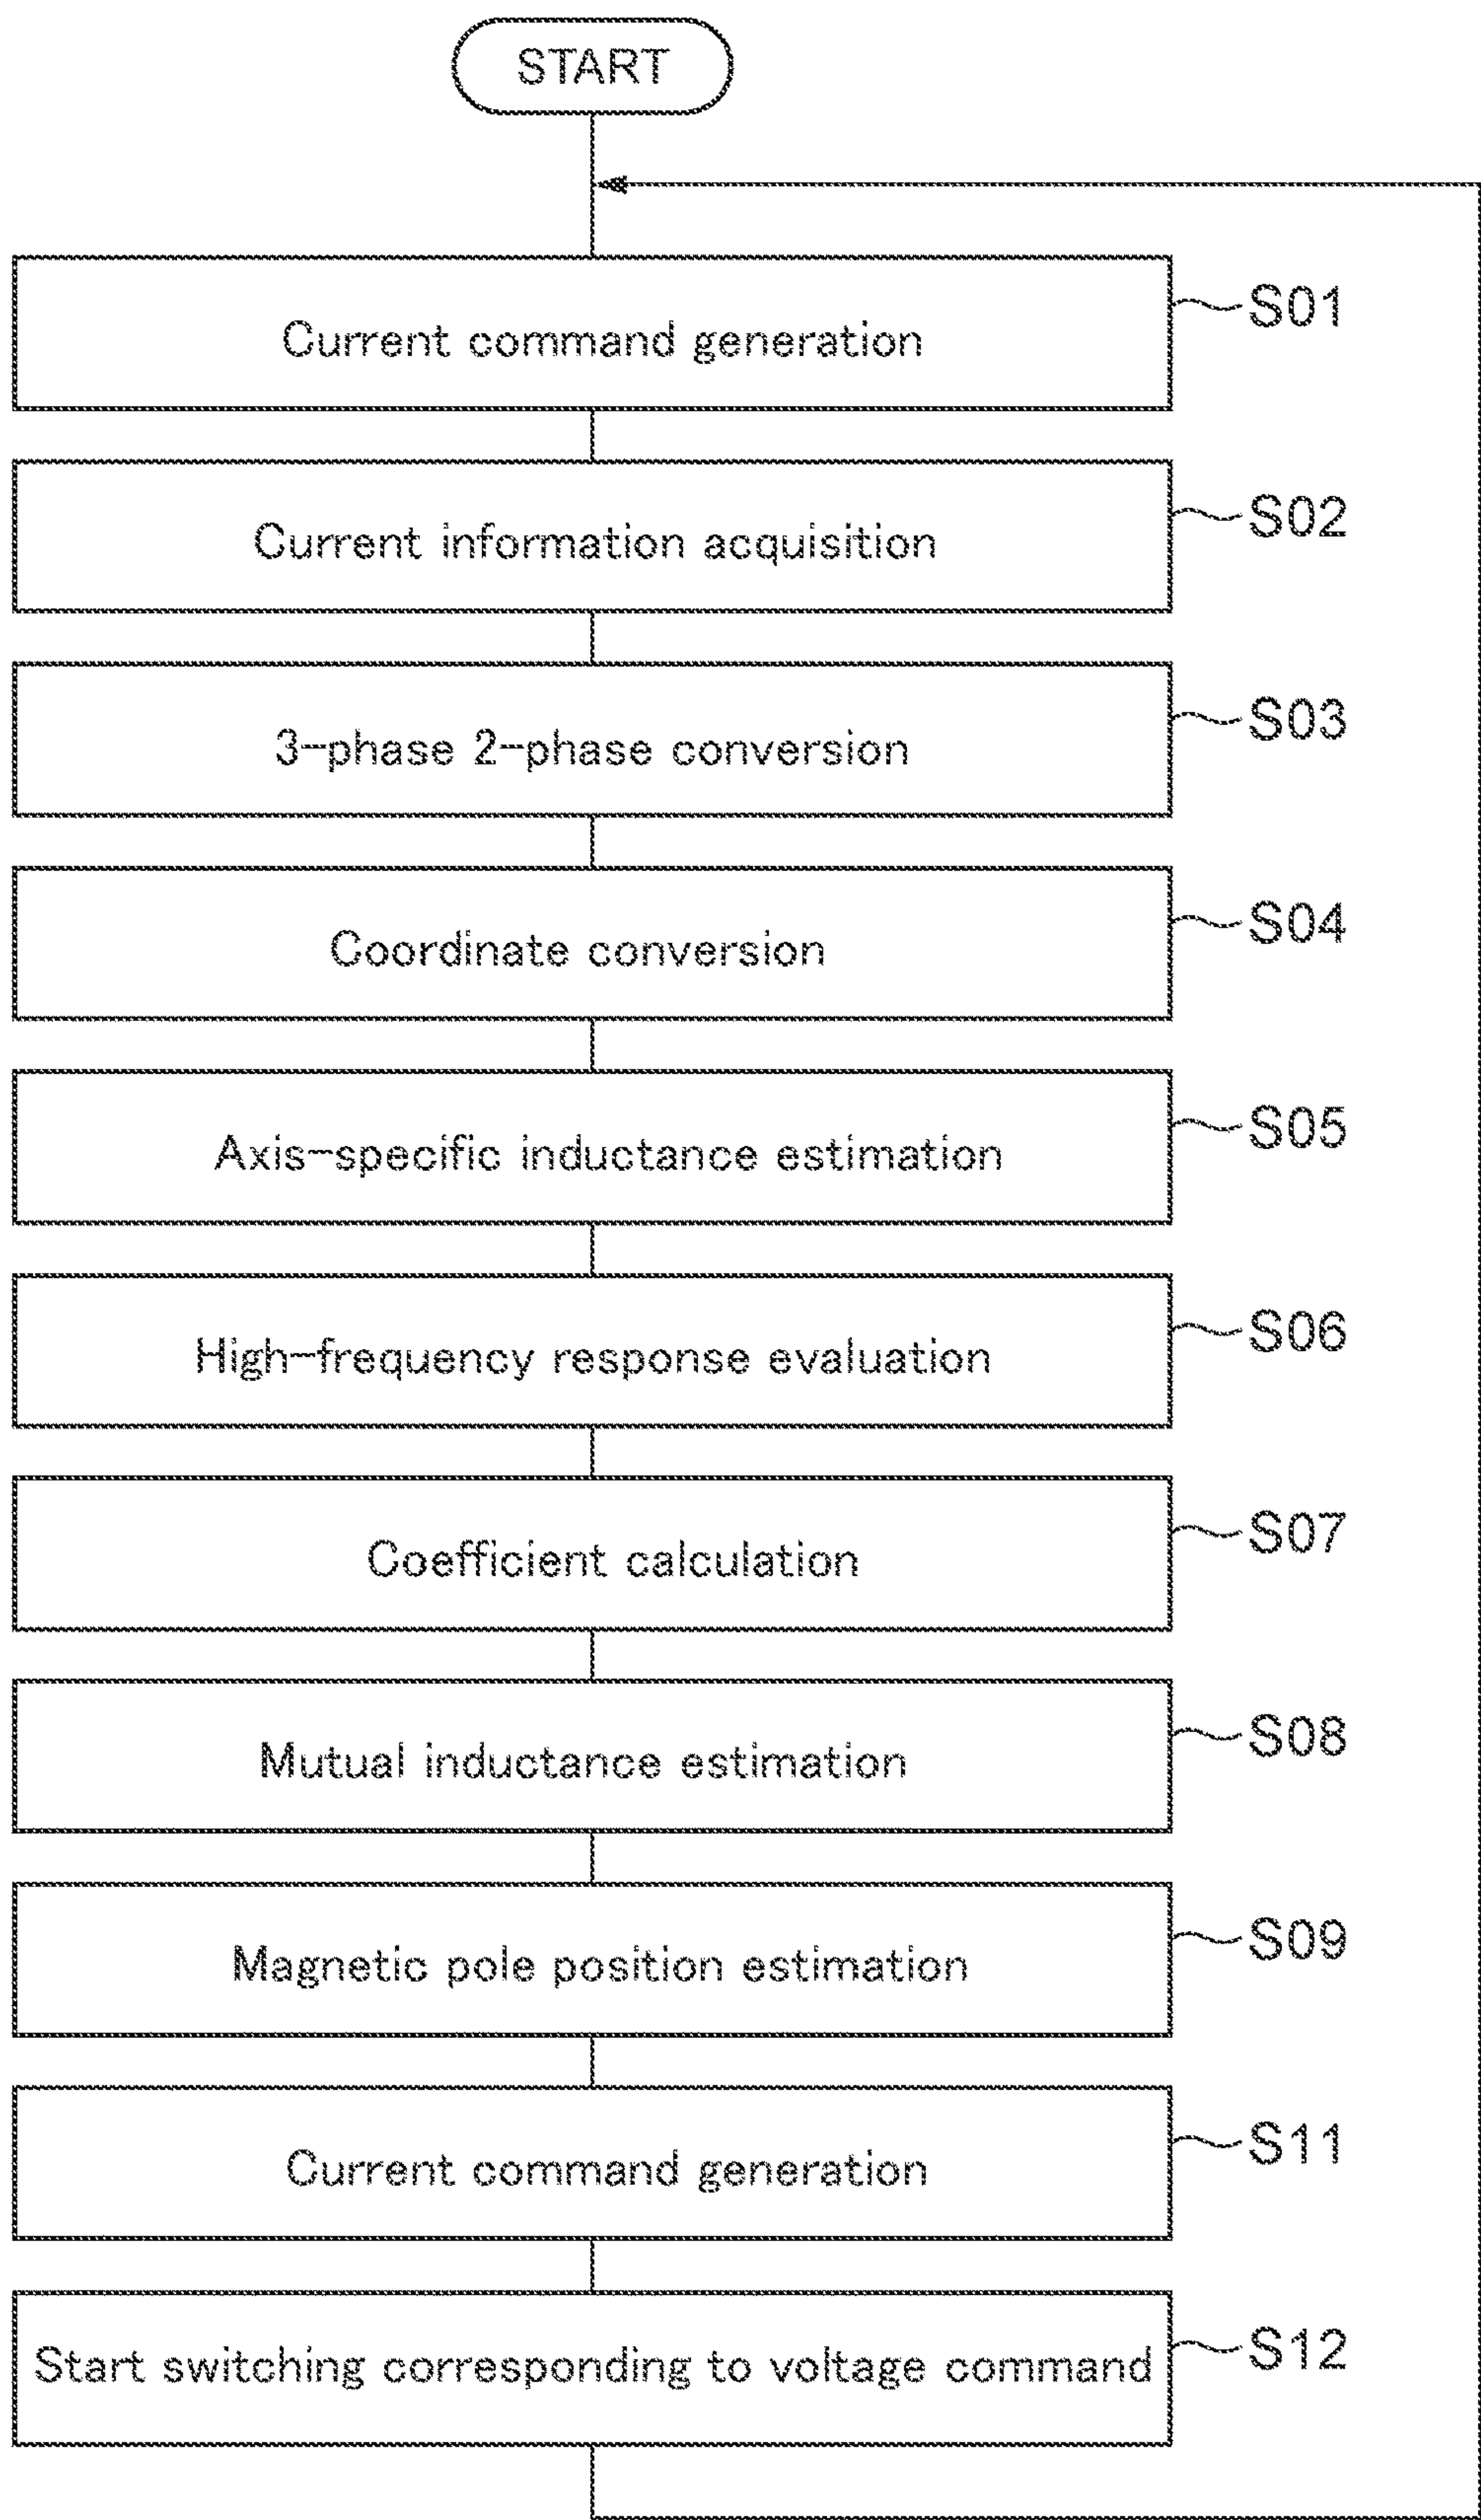 START
Current command generation
S01
Current information acquisition
S02
3-phase 2-phase conversion
S03
Coordinate conversion
S04
Axis-specific inductance estimation
S05
High-frequency response evaluation
S06
Coefficient calculation
S07
Mutual inductance estimation
S08
Magnetic pole position estimation
S09
Current command generation
S11
Start switching corresponding to voltage command
S12